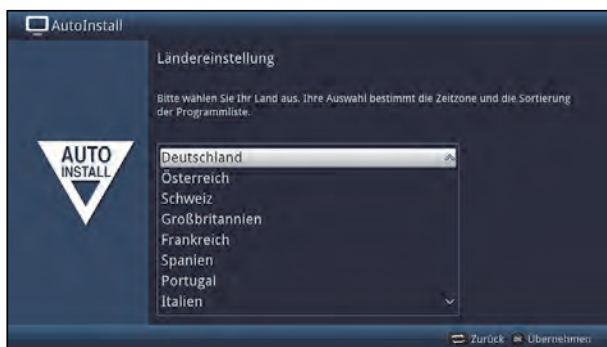 AutoInstall
Ländereinstellung
Bitte wählen Sie Ihr Land aus. Ihre Auswahl bestimmt die Zeitzone und die Sortierung
der Programmliste.
AUTO
INSTALL
Deutschland
Österreich
Schweiz
Großbritannien
Frankreich
Spanien
Portugal
Italien
Zurück OK Übernehmen